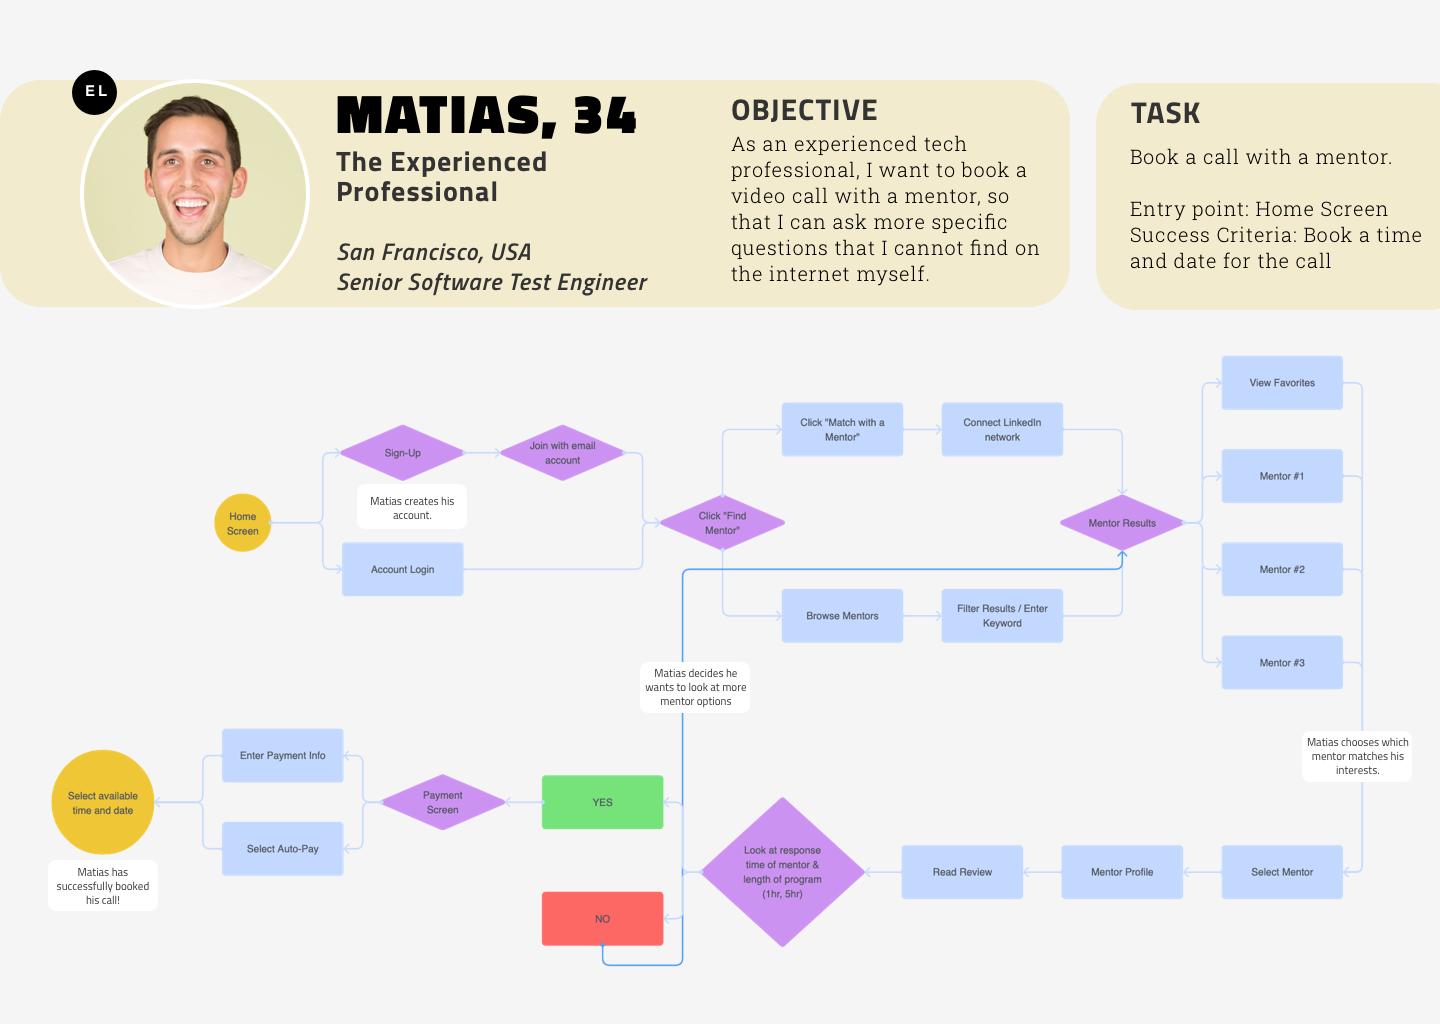 EL
MATIAS, 34
The Experienced
Professional
San Francisco, USA
Senior Software Test Engineer
OBJECTIVE
As an experienced tech
professional, I want to book a
video call with a mentor, so
that I can ask more specific
questions that I cannot find on
the internet myself.
TASK
Book a call with a mentor.
Entry point: Home Screen
Success Criteria: Book a time
and date for the call
Home
Screen
Sign-Up
Matias creates his
account.
Join with email
account
Account Login
Click "Find
Mentor"
Click "Match with a
Mentor"
Connect LinkedIn
network
Browse Mentors
Filter Results / Enter
Keyword
Mentor Results
View Favorites
Mentor #1
Mentor #2
Mentor #3
Matias chooses which
mentor matches his
interests.
Select Mentor
Mentor Profile
Read Review
Look at response
time of mentor &
length of program
(1hr, 5hr)
Matias decides he
wants to look at more
mentor options
YES
NO
Payment
Screen
Enter Payment Info
Select Auto-Pay
Select available
time and date
Matias has
successfully booked
his call!